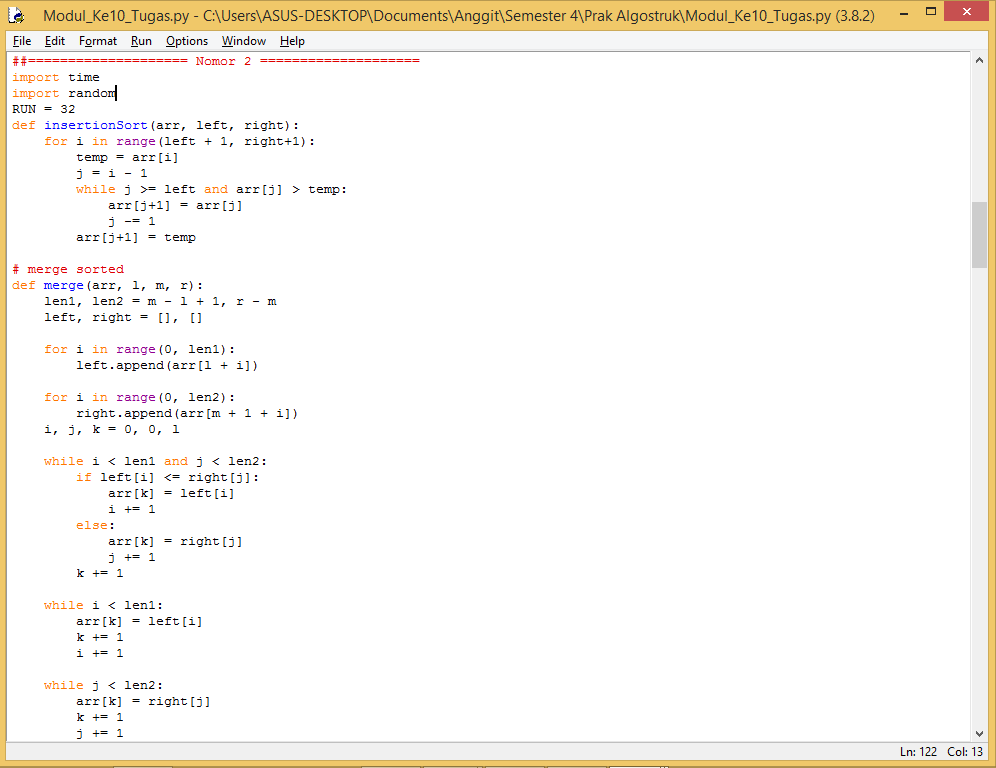 Modul_Ke10_Tugas.py - C:\Users\ASUS-DESKTOP\Documents\Anggit\Semester 4\Prak Algostruk\Modul_Ke10_Tugas.py (3.8.2)
File Edit Format Run Options Window Help
##==================== Nomor 2 ====================
import time
import random
RUN = 32
def insertionSort(arr, left, right):
    for i in range(left + 1, right+1):
        temp = arr[i]
        j = i - 1
        while j >= left and arr[j] > temp:
            arr[j+1] = arr[j]
            j -= 1
        arr[j+1] = temp
# merge sorted
def merge(arr, l, m, r):
    len1, len2 = m - l + 1, r - m
    left, right = [], []
    for i in range(0, len1):
        left.append(arr[l + i])
    for i in range(0, len2):
        right.append(arr[m + 1 + i])
    i, j, k = 0, 0, l
    while i < len1 and j < len2:
        if left[i] <= right[j]:
            arr[k] = left[i]
            i += 1
        else:
            arr[k] = right[j]
            j += 1
        k += 1
    while i < len1:
        arr[k] = left[i]
        k += 1
        i += 1
    while j < len2:
        arr[k] = right[j]
        k += 1
        j += 1
Ln: 122 Col: 13